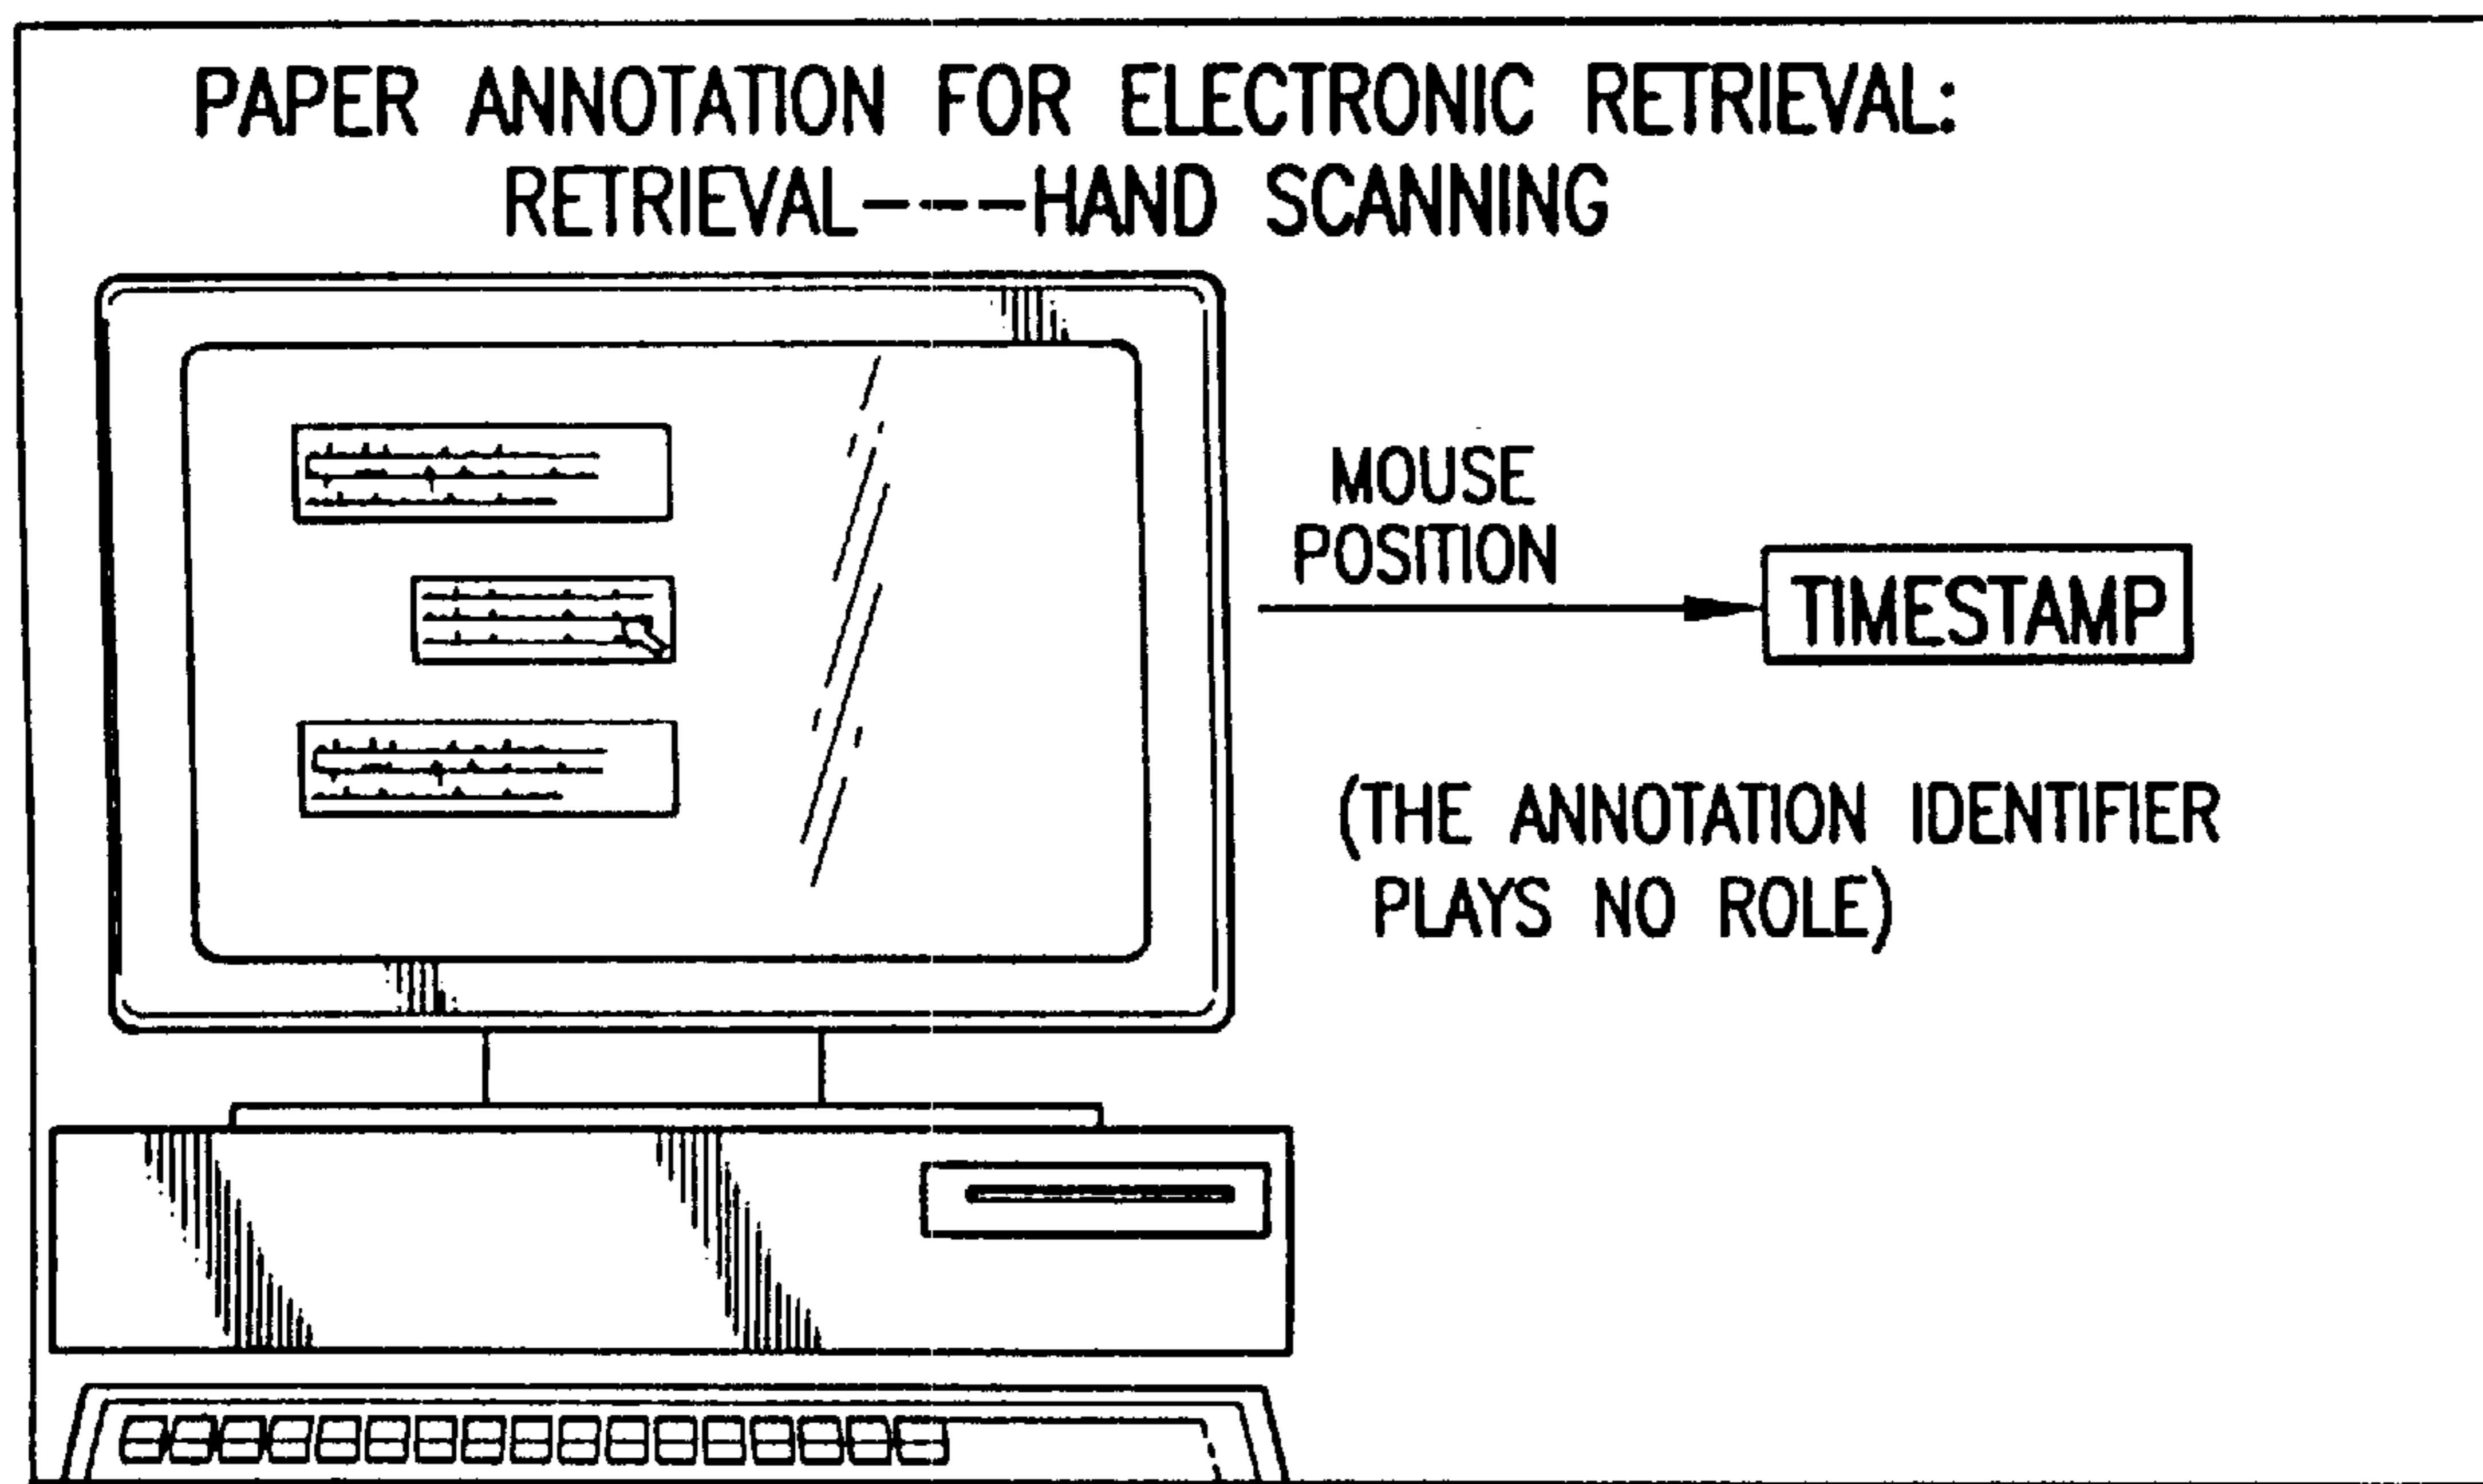 PAPER ANNOTATION FOR ELECTRONIC RETRIEVAL:
RETRIEVAL---HAND SCANNING
MOUSE
POSITION
TIMESTAMP
(THE ANNOTATION IDENTIFIER
PLAYS NO ROLE)